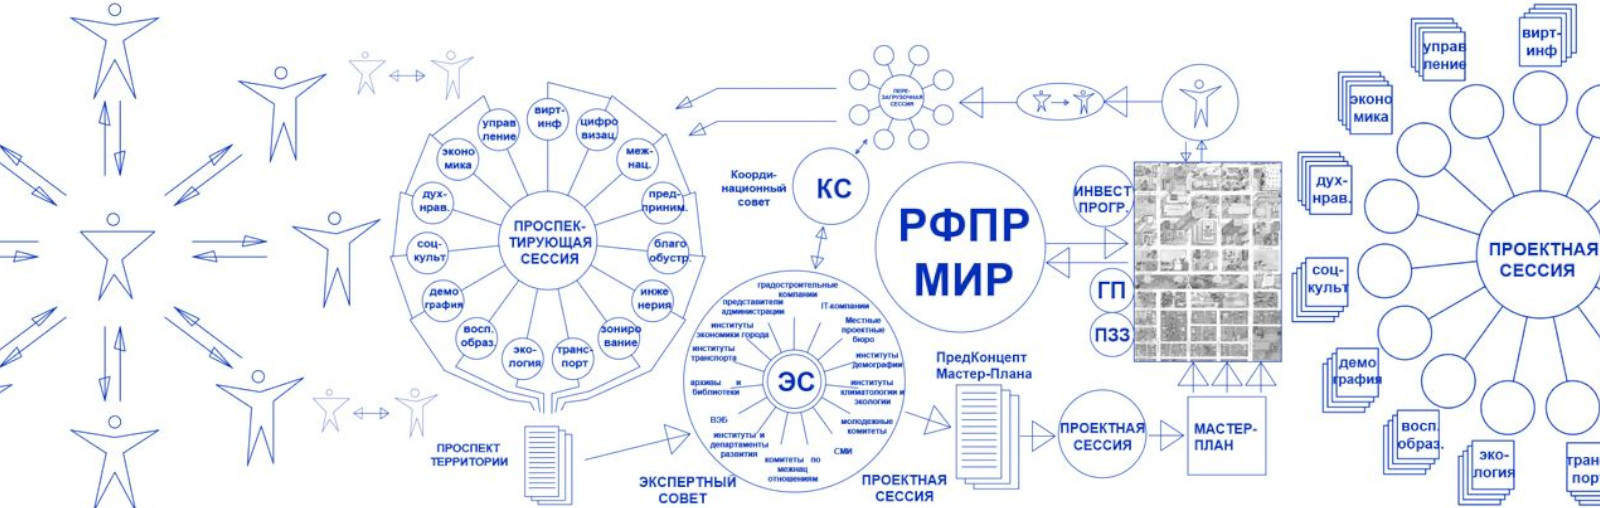 вирт-
инф
цифро
визац.
меж-
нац.
пред-
приним.
благо
обустр.
инже
нерия
зониро
вание
транс-
порт
эко-
логия
восп.
образ.
демо
графия
соц-
культ
дух-
нрав.
эконо
мика
управ
ление
ПРОСПЕК-
ТИРУЮЩАЯ
СЕССИЯ
ПРОСПЕКТ
ТЕРРИТОРИИ
ПЕРЕ-
ЗАГРУЗОЧНАЯ
СЕССИЯ
Коорди-
национный
совет
КС
градостроительные
компании
IT-компании
Местные
проектные
бюро
институты
демографии
институты
климатологии и
экологии
молодежные
комитеты
СМИ
комитеты по
межнац
отношениям
институты и
департаменты
развития
ВЭБ
архивы и
библиотеки
институты
транспорта
институты
экономики города
представители
администрации
ЭС
ЭКСПЕРТНЫЙ
СОВЕТ
ПРОЕКТНАЯ
СЕССИЯ
РФПР
МИР
ПредКонцепт
Мастер-Плана
ПРОЕКТНАЯ
СЕССИЯ
МАСТЕР-
ПЛАН
ИНВЕСТ
ПРОГР.
ГП
ПЗЗ
вирт-
инф
управ
ление
эконо
мика
дух-
нрав.
соц-
культ
демо
графия
восп.
образ.
эко-
логия
тран
пор
ПРОЕКТНАЯ
СЕССИЯ